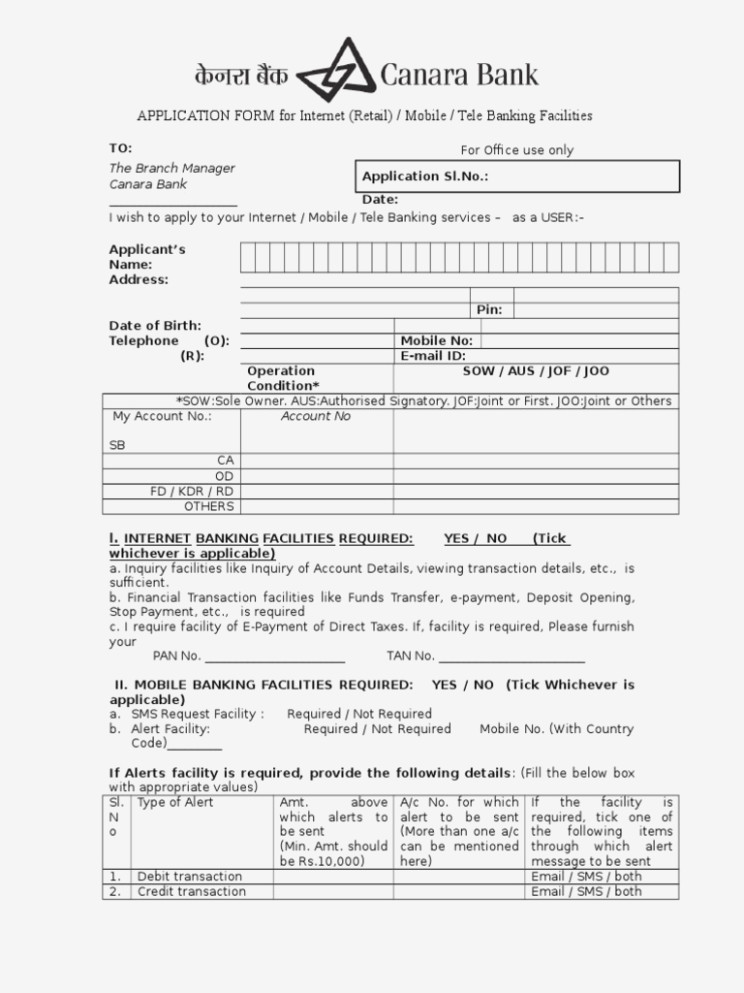 केनरा बैंक Canara Bank
APPLICATION FORM for Internet (Retail) / Mobile / Tele Banking Facilities
TO:
For Office use only
The Branch Manager
Canara Bank
Application Sl.No.:
Date:
I wish to apply to your Internet / Mobile / Tele Banking services – as a USER:-
Applicant's
Name:
Address:
Pin:
Date of Birth:
Telephone (O):
Mobile No:
(R):
E-mail ID:
Operation
Condition*
SOW / AUS / JOF / JOO
*SOW:Sole Owner. AUS:Authorised Signatory. JOF:Joint or First. JOO:Joint or Others
My Account No.:
Account No
SB
CA
OD
FD / KDR / RD
OTHERS
I. INTERNET BANKING FACILITIES REQUIRED: YES / NO (Tick
whichever is applicable)
a. Inquiry facilities like Inquiry of Account Details, viewing transaction details, etc., is
sufficient.
b. Financial Transaction facilities like Funds Transfer, e-payment, Deposit Opening,
Stop Payment, etc., is required
c. I require facility of E-Payment of Direct Taxes. If, facility is required, Please furnish
your
PAN No. ____________________ TAN No. ____________________
II. MOBILE BANKING FACILITIES REQUIRED: YES / NO (Tick Whichever is
applicable)
a. SMS Request Facility : Required / Not Required
b. Alert Facility: Required / Not Required Mobile No. (With Country
Code)________
If Alerts facility is required, provide the following details: (Fill the below box
with appropriate values)
Sl.
N
o
Type of Alert
Amt. above
which alerts to
be sent
(Min. Amt. should
be Rs.10,000)
A/c No. for which
alert to be sent
(More than one a/c
can be mentioned
here)
If the facility is
required, tick one of
the following items
through which alert
message to be sent
1. Debit transaction Email / SMS / both
2. Credit transaction Email / SMS / both